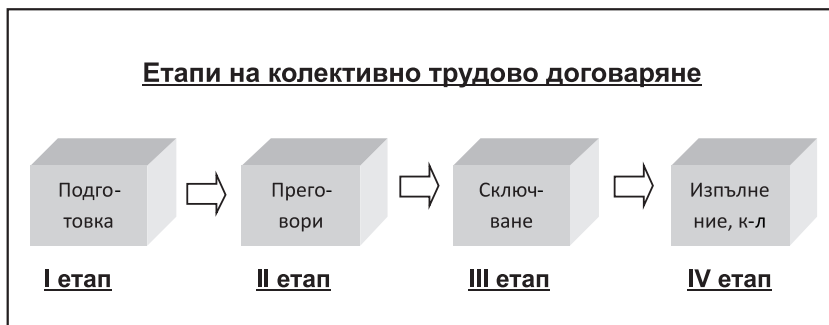 Етапи на колективно трудово договаряне
Подго-
товка
Прего-
вори
Сключ-
ване
Изпълне
ние, к-л
I етап
II етап
III етап
IV етап